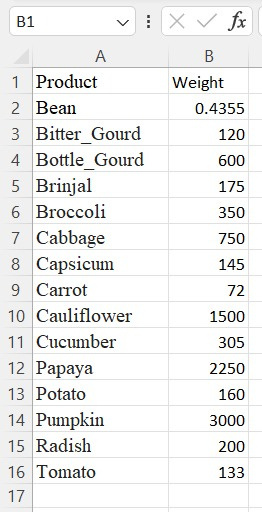 B1 fx
A B
1 Product Weight
2 Bean 0.4355
3 Bitter_Gourd 120
4 Bottle_Gourd 600
5 Brinjal 175
6 Broccoli 350
7 Cabbage 750
8 Capsicum 145
9 Carrot 72
10 Cauliflower 1500
11 Cucumber 305
12 Papaya 2250
13 Potato 160
14 Pumpkin 3000
15 Radish 200
16 Tomato 133
17